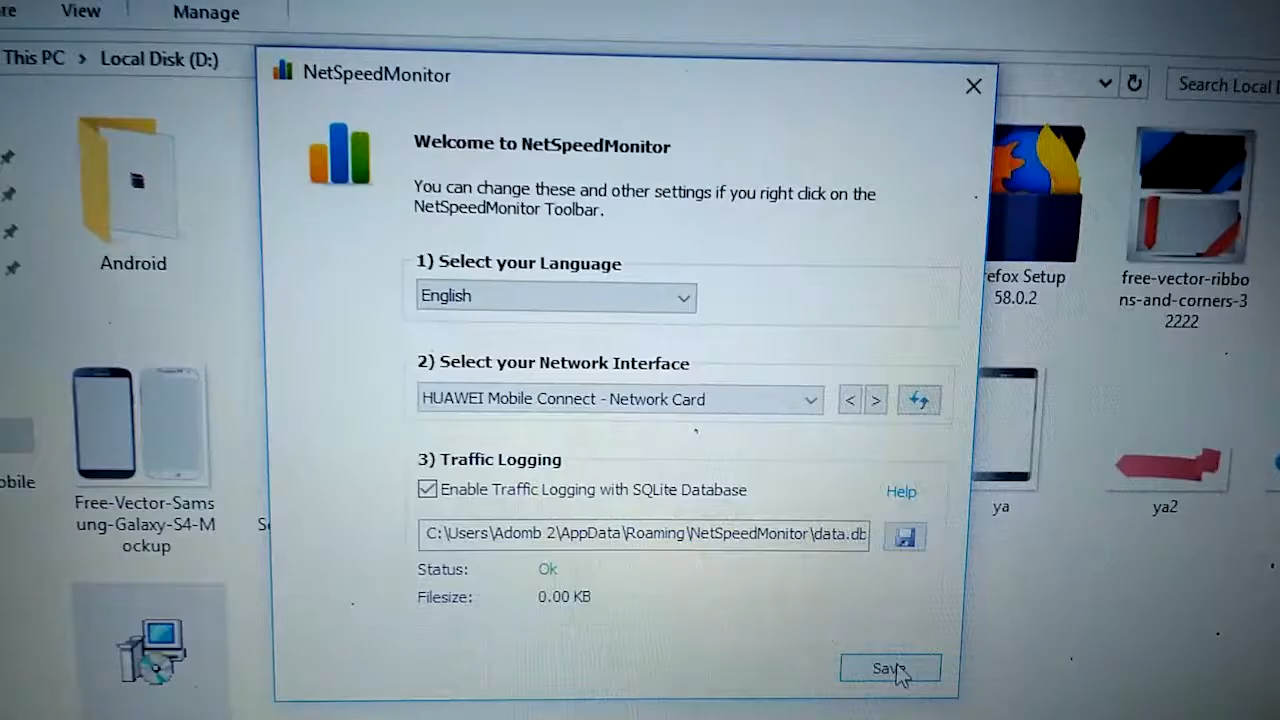 View
Manage
This PC > Local Disk (D:)
Search Local
NetSpeedMonitor
Welcome to NetSpeedMonitor
You can change these and other settings if you right click on the
NetSpeedMonitor Toolbar.
1) Select your Language
English
2) Select your Network Interface
HUAWEI Mobile Connect - Network Card
< >
3) Traffic Logging
Enable Traffic Logging with SQLite Database
Help
C:\Users\Adomb 2\AppData\Roaming\NetSpeedMonitor\data.db
Status: Ok
Filesize: 0.00 KB
Save
Android
efox Setup
58.0.2
free-vector-ribbo
ns-and-corners-3
2222
Free-Vector-Sams
ung-Galaxy-S4-M
ockup
ya
ya2
obile